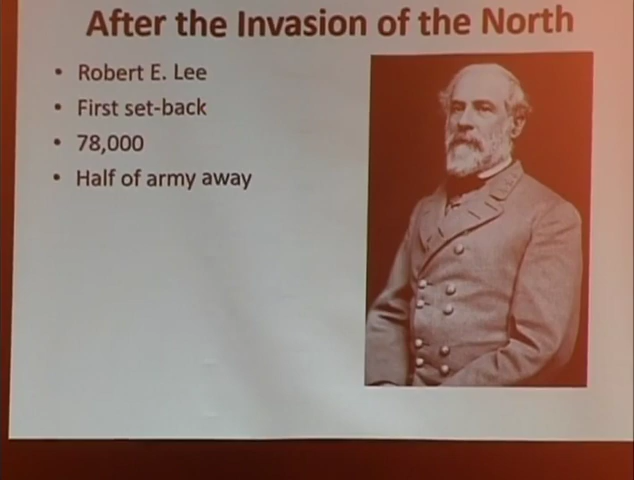 After the Invasion of the North
• Robert E. Lee
• First set-back
• 78,000
• Half of army away